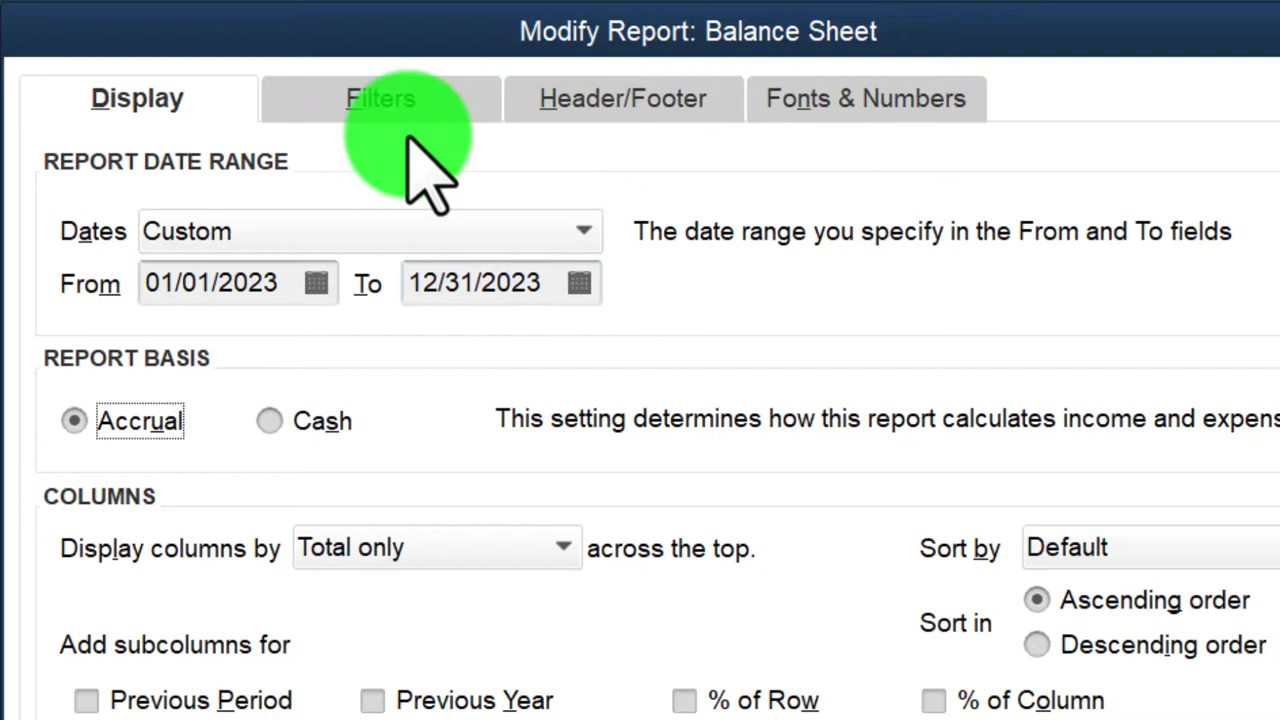 Modify Report: Balance Sheet
Display Filters Header/Footer Fonts & Numbers
REPORT DATE RANGE
Dates Custom The date range you specify in the From and To fields
From 01/01/2023 To 12/31/2023
REPORT BASIS
Accrual Cash This setting determines how this report calculates income and expens
COLUMNS
Display columns by Total only across the top. Sort by Default
Ascending order
Sort in
Descending order
Add subcolumns for
Previous Period Previous Year % of Row % of Column